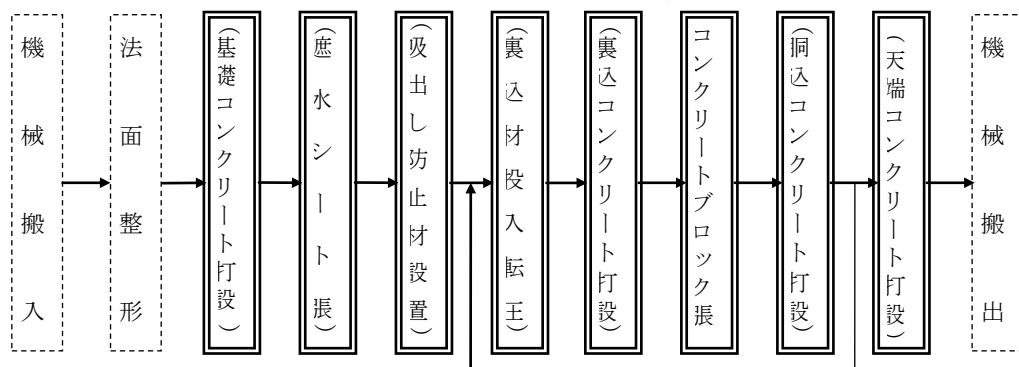 機械搬入
法面整形
(基礎コンクリート打設)
(遮水シート張)
(吸出し防止材設置)
(裏込材投入転圧)
(裏込コンクリート打設)
コンクリートブロック張
(胴込コンクリート打設)
(天端コンクリート打設)
機械搬出